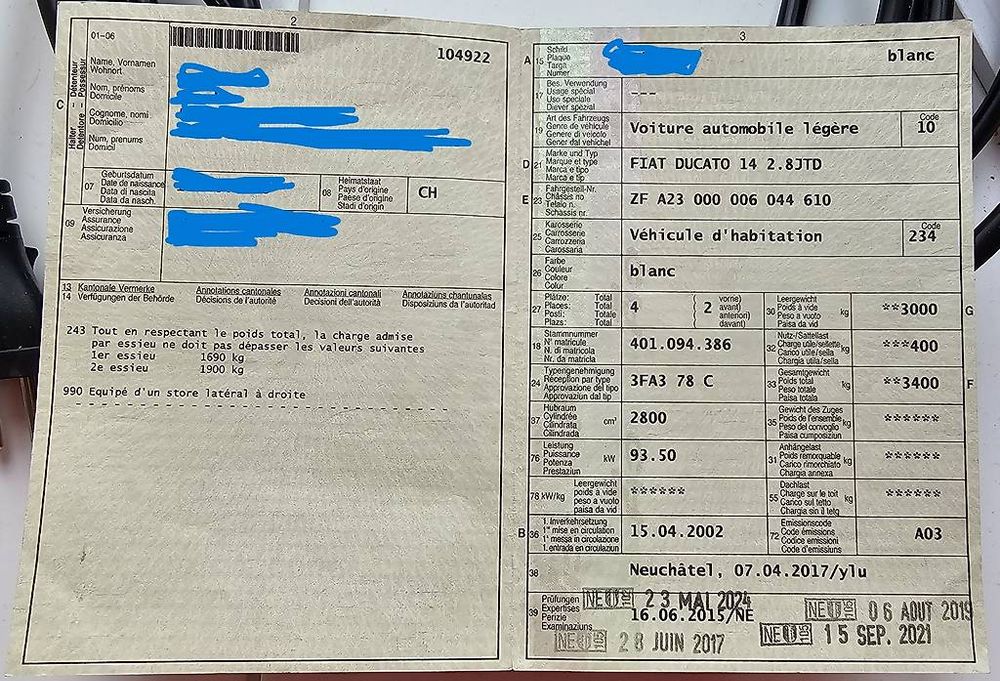 2
01-06
104922
C
Halter – Détenteur
Detentore – Possessur
Name, Vornamen
Wohnort
Nom, prénoms
Domicile
Cognome, nomi
Domicilio
Num, prenums
Domicil
07
Geburtsdatum
Date de naissance
Data di nascita
Data da nasch.
08
Heimatstaat
Pays d'origine
Paese d'origine
Stadi d'origin
CH
09
Versicherung
Assurance
Assicurazione
Assicuranza
13 Kantonale Vermerke
14 Verfügungen der Behörde
Annotations cantonales
Décisions de l'autorité
Annotazioni cantonali
Decisioni dell'autorità
Annotaziuns chantunalas
Disposiziuns da l'autoritad
243 Tout en respectant le poids total, la charge admise
par essieu ne doit pas dépasser les valeurs suivantes
1er essieu 1690 kg
2e essieu 1900 kg
990 Equipé d'un store latéral à droite
3
A 15
Schild
Plaque
Targa
Numer
blanc
17
Bes. Verwendung
Usage spécial
Uso speciale
Diever spezial
---
19
Art des Fahrzeugs
Genre de véhicule
Genere di veicolo
Gener dal vehichel
Voiture automobile légère
Code
10
D 21
Marke und Typ
Marque et type
Marca e tipo
Marca e tip
FIAT DUCATO 14 2.8JTD
E 23
Fahrgestell-Nr.
Châssis no
Telaio n.
Schassis nr.
ZF A23 000 006 044 610
25
Karosserie
Carrosserie
Carrozzeria
Carossaria
Véhicule d'habitation
Code
234
26
Farbe
Couleur
Colore
Colur
blanc
27
Plätze: Total
Places: Total
Posti: Totale
Plazs: Total
4
2
vorne)
avant)
anteriori)
davant)
30
Leergewicht
Poids à vide
Peso a vuoto
Paisa da vid
kg
**3000
G
18
Stammnummer
N° matricule
N. di matricola
Nr. da matricla
401.094.386
32
Nutz-/Sattellast
Charge utile/sellette
Carico utile/sella
Chargia utila/sella
kg
***400
24
Typengenehmigung
Réception par type
Approvazione del tipo
Approvaziun dal tip
3FA3 78 C
33
Gesamtgewicht
Poids total
Peso totale
Paisa totala
kg
**3400
F
37
Hubraum
Cylindrée
Cilindrata
Cilindrada
cm³
2800
35
Gewicht des Zuges
Poids de l'ensemble
Peso del convoglio
Paisa cumposiziun
kg
******
76
Leistung
Puissance
Potenza
Prestaziun
kW
93.50
31
Anhängelast
Poids remorquable
Carico rimorchiato
Chargia annexa
kg
******
78 kW/kg
Leergewicht
poids à vide
peso a vuoto
paisa da vid
******
55
Dachlast
Charge sur le toit
Carico sul tetto
Chargia sin il tetg
kg
******
B 36
1. Inverkehrsetzung
1re mise en circulation
1a messa in circolazione
1. entrada en circulaziun
15.04.2002
72
Emissionscode
Code émissions
Codice emissioni
Code d'emissiuns
A03
38
Neuchâtel, 07.04.2017/ylu
39
Prüfungen
Expertises
Perizie
Examinaziuns
NEU 23 MAI 2024
16.06.2015/NE
NEU 105 06 AOUT 2019
NEU 105 28 JUIN 2017
NEU 105 15 SEP. 2021